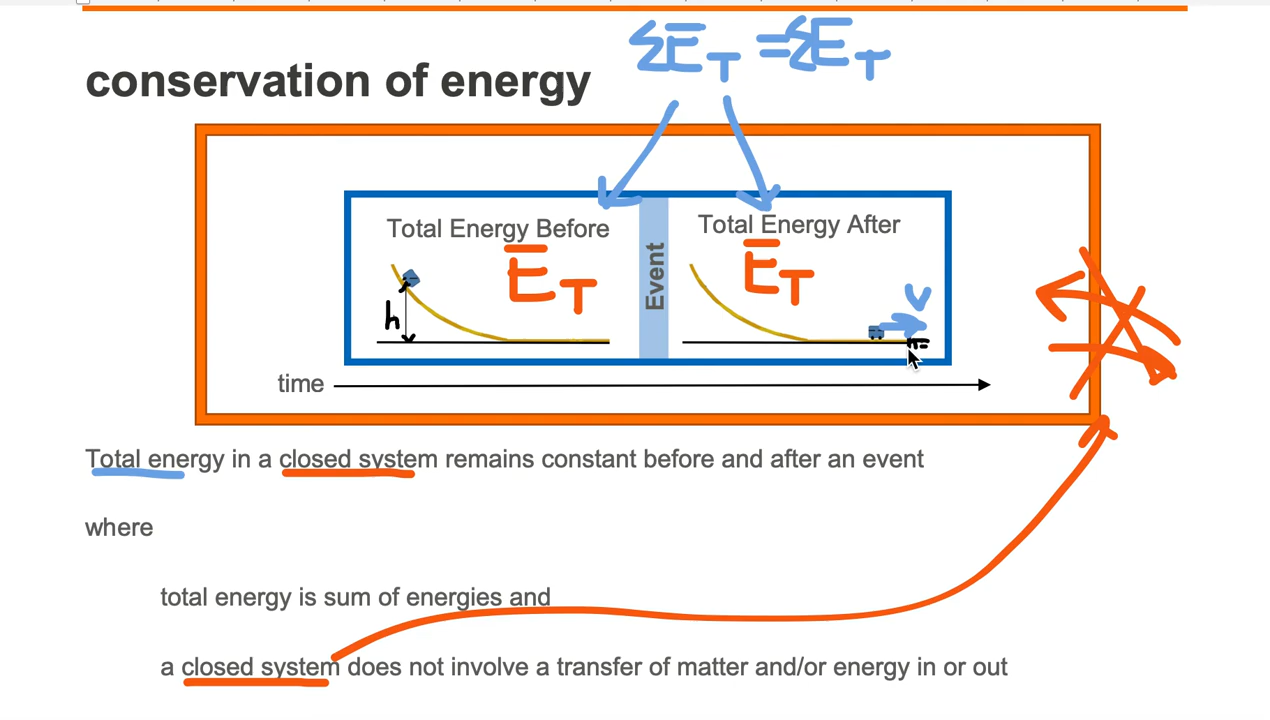 ΣE_T = ΣE_T
conservation of energy
Total Energy Before
E_T
h
Event
Total Energy After
E_T
v
time
Total energy in a closed system remains constant before and after an event
where
total energy is sum of energies and
a closed system does not involve a transfer of matter and/or energy in or out